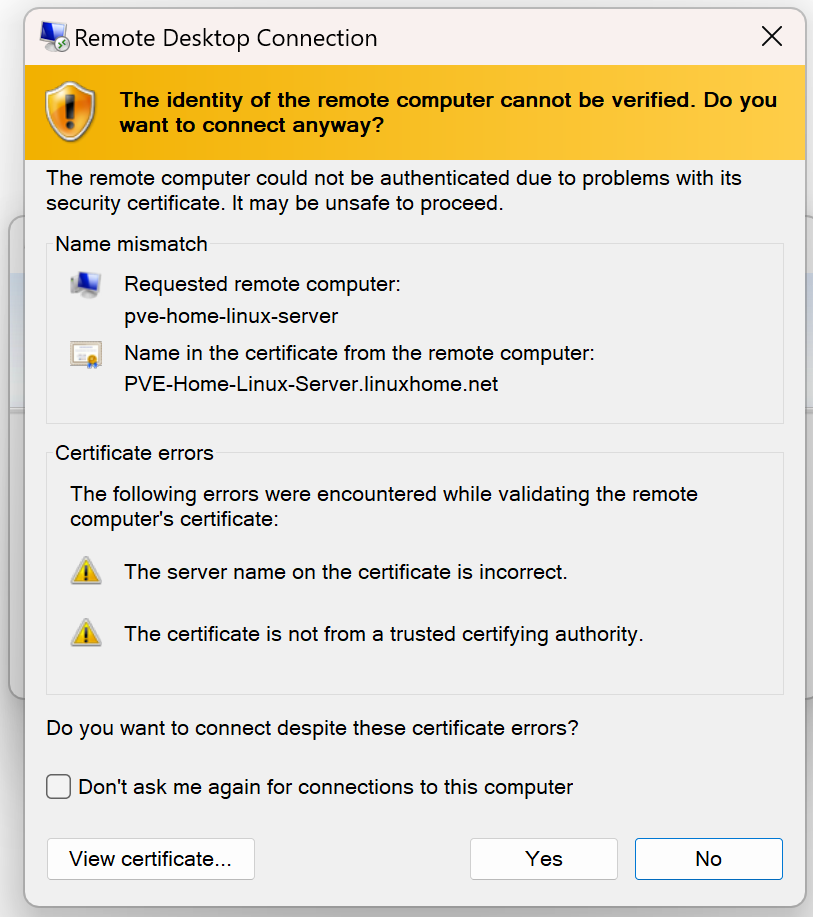 Remote Desktop Connection
The identity of the remote computer cannot be verified. Do you
want to connect anyway?
The remote computer could not be authenticated due to problems with its
security certificate. It may be unsafe to proceed.
Name mismatch
Requested remote computer:
pve-home-linux-server
Name in the certificate from the remote computer:
PVE-Home-Linux-Server.linuxhome.net
Certificate errors
The following errors were encountered while validating the remote
computer's certificate:
The server name on the certificate is incorrect.
The certificate is not from a trusted certifying authority.
Do you want to connect despite these certificate errors?
Don't ask me again for connections to this computer
View certificate... Yes No